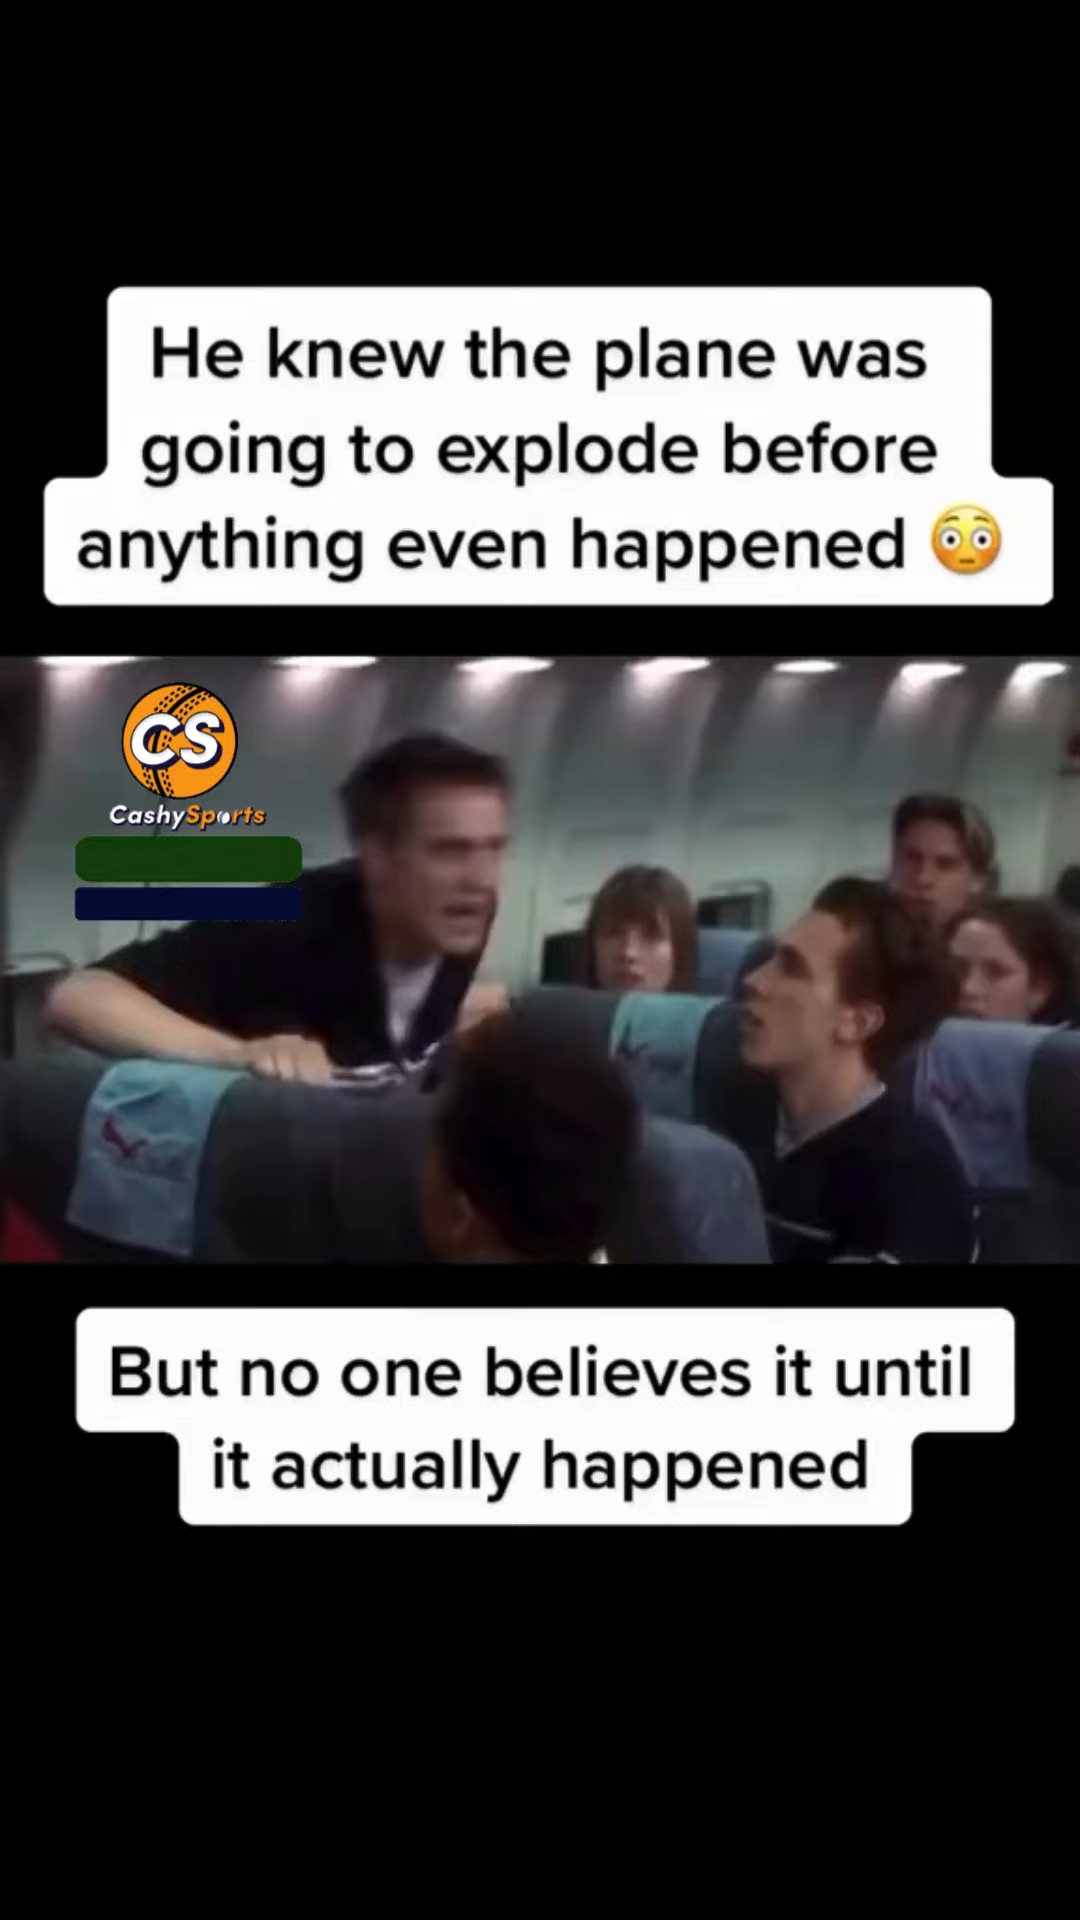 He knew the plane was
going to explode before
anything even happened 😳
CS
CashySports
But no one believes it until
it actually happened